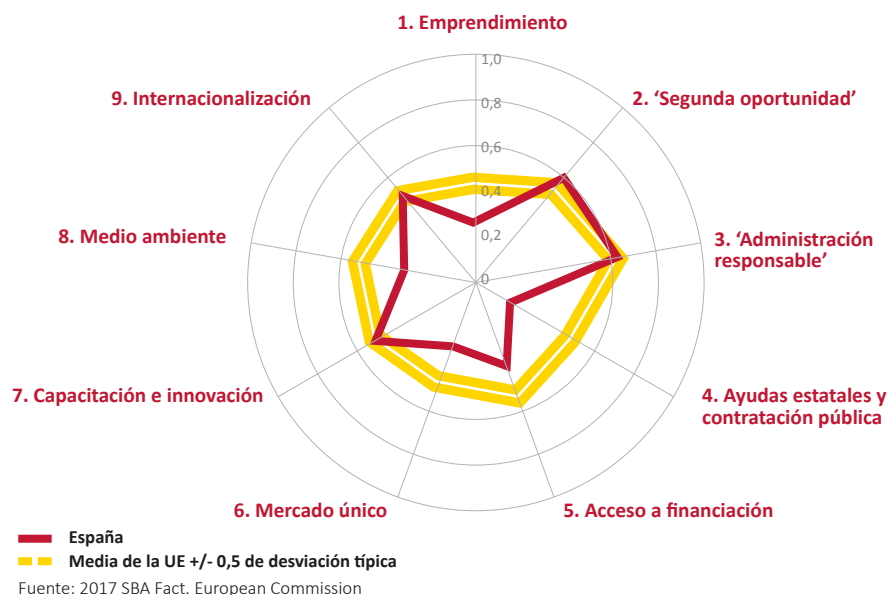 1. Emprendimiento
1,0
0,8
0,6
0,4
0,2
0
2. ‘Segunda oportunidad’
3. ‘Administración
responsable’
4. Ayudas estatales y
contratación pública
5. Acceso a financiación
6. Mercado único
7. Capacitación e innovación
8. Medio ambiente
9. Internacionalización
España
Media de la UE +/- 0,5 de desviación típica
Fuente: 2017 SBA Fact. European Commission